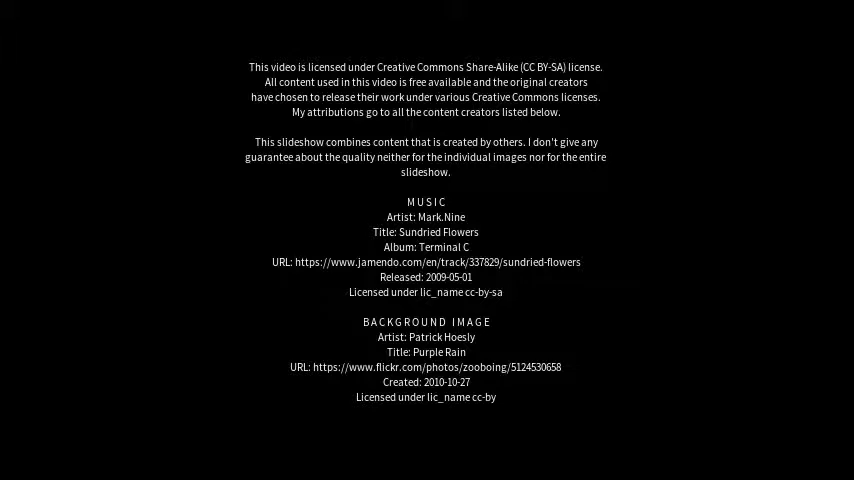 This video is licensed under Creative Commons Share-Alike (CC BY-SA) license.
All content used in this video is free available and the original creators
have chosen to release their work under various Creative Commons licenses.
My attributions go to all the content creators listed below.
This slideshow combines content that is created by others. I don't give any
guarantee about the quality neither for the individual images nor for the entire
slideshow.
M U S I C
Artist: Mark.Nine
Title: Sundried Flowers
Album: Terminal C
URL: https://www.jamendo.com/en/track/337829/sundried-flowers
Released: 2009-05-01
Licensed under lic_name cc-by-sa
B A C K G R O U N D   I M A G E
Artist: Patrick Hoesly
Title: Purple Rain
URL: https://www.flickr.com/photos/zooboing/5124530658
Created: 2010-10-27
Licensed under lic_name cc-by